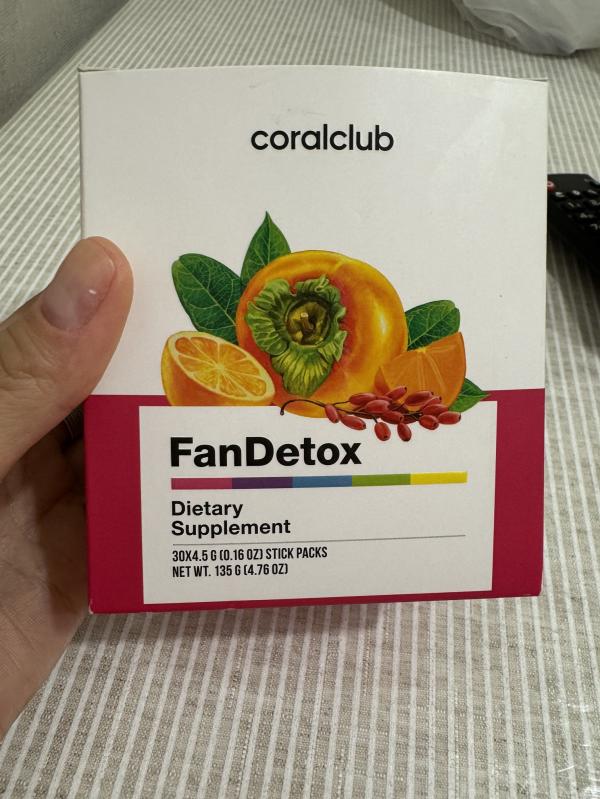 coralclub
FanDetox
Dietary
Supplement
30X4.5 G (0.16 OZ) STICK PACKS
NET WT. 135 G (4.76 OZ)